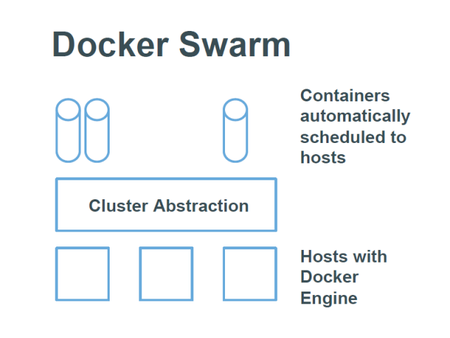 Docker Swarm
Containers
automatically
scheduled to
hosts
Cluster Abstraction
Hosts with
Docker
Engine